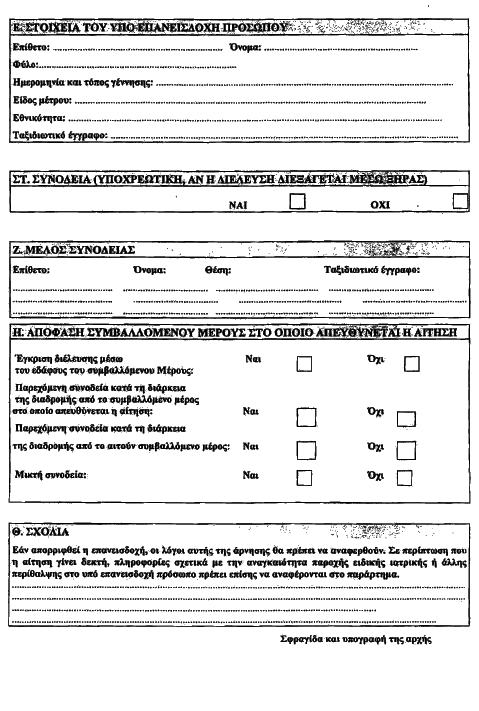 Ε. ΣΤΟΙΧΕΙΑ ΤΟΥ ΥΠΟ ΕΠΑΝΕΙΣΔΟΧΗ ΠΡΟΣΩΠΟΥ
Επίθετο: ............................................ Όνομα: ........................................
Φύλο:............................................
Ημερομηνία και τόπος γέννησης: ............................................
Είδος μέτρου: ............................................
Εθνικότητα: ............................................
Ταξιδιωτικό έγγραφο: ............................................
ΣΤ. ΣΥΝΟΔΕΙΑ (ΥΠΟΧΡΕΩΤΙΚΗ, ΑΝ Η ΔΙΕΛΕΥΣΗ ΔΙΕΞΑΓΕΤΑΙ ΜΕΣΩ ΞΗΡΑΣ)
ΝΑΙ ΟΧΙ
Ζ. ΜΕΛΟΣ ΣΥΝΟΔΕΙΑΣ
Επίθετο: Όνομα: Θέση: Ταξιδιωτικό έγγραφο:
Η. ΑΠΟΦΑΣΗ ΣΥΜΒΑΛΛΟΜΕΝΟΥ ΜΕΡΟΥΣ ΣΤΟ ΟΠΟΙΟ ΑΠΕΥΘΥΝΕΤΑΙ Η ΑΙΤΗΣΗ
Έγκριση διέλευσης μέσω Ναι Όχι
του εδάφους του συμβαλλόμενου Μέρους:
Παρεχόμενη συνοδεία κατά τη διάρκεια
της διαδρομής από το συμβαλλόμενο μέρος
στο οποίο απευθύνεται η αίτηση: Ναι Όχι
Παρεχόμενη συνοδεία κατά τη διάρκεια
της διαδρομής από το αιτούν συμβαλλόμενο μέρος: Ναι Όχι
Μικτή συνοδεία: Ναι Όχι
Θ. ΣΧΟΛΙΑ
Εάν απορριφθεί η επανεισδοχή, οι λόγοι αυτής της άρνησης θα πρέπει να αναφερθούν. Σε περίπτωση που
η αίτηση γίνει δεκτή, πληροφορίες σχετικά με την αναγκαιότητα παροχής ειδικής ιατρικής ή άλλης
περίθαλψης στο υπό επανεισδοχή πρόσωπο πρέπει επίσης να αναφέρονται στο παράρτημα.
Σφραγίδα και υπογραφή της αρχής